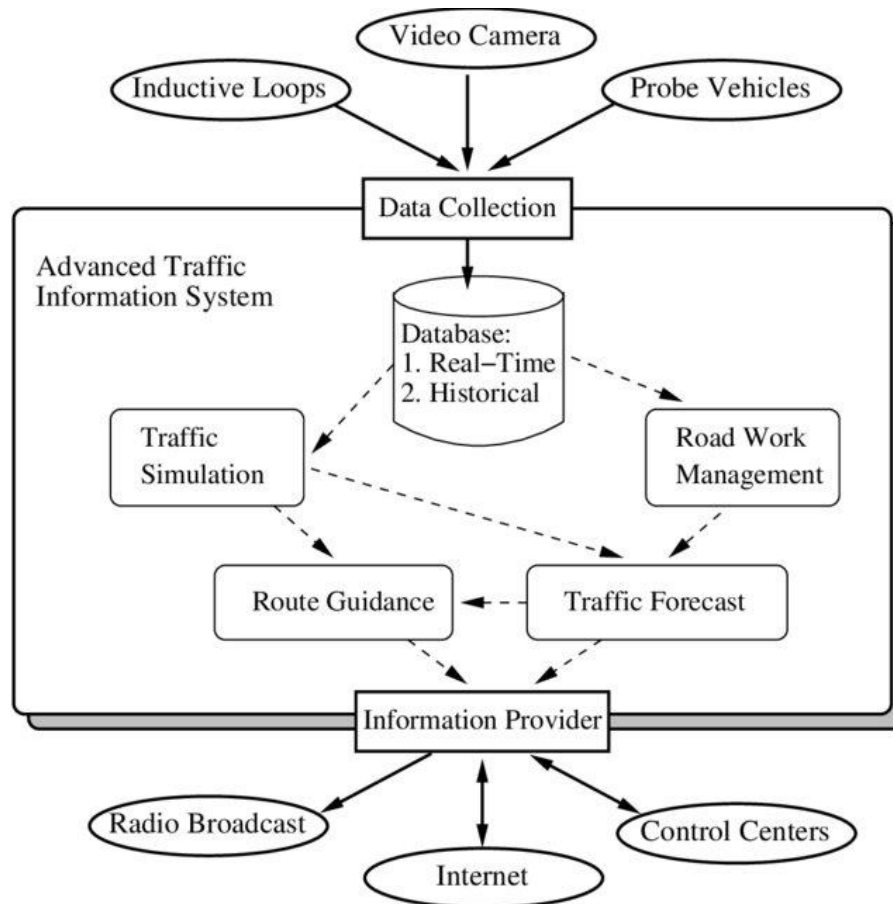 Video Camera
Inductive Loops
Probe Vehicles
Data Collection
Advanced Traffic
Information System
Database:
1. Real−Time
2. Historical
Traffic
Simulation
Road Work
Management
Route Guidance
Traffic Forecast
Information Provider
Radio Broadcast
Control Centers
Internet